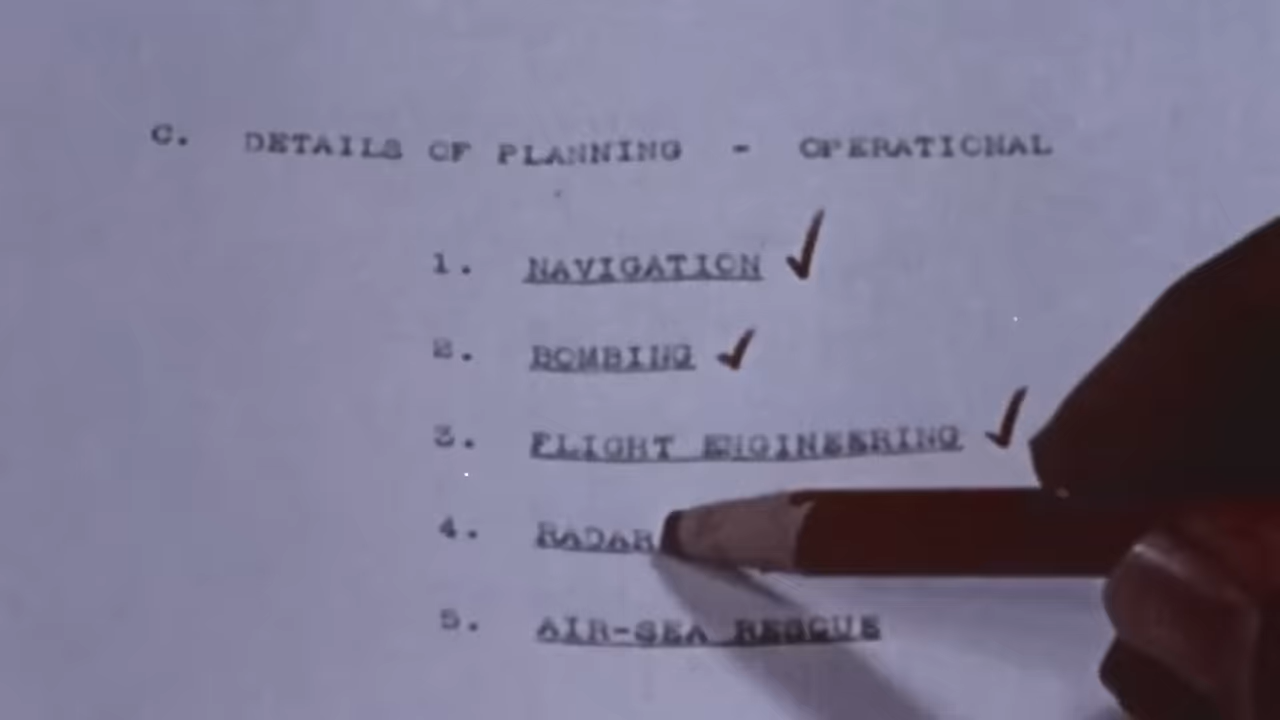 C. DETAILS OF PLANNING - OPERATIONAL
1. NAVIGATION ✓
2. BOMBING ✓
3. FLIGHT ENGINEERING ✓
4. RADAR
5. AIR-SEA RESCUE